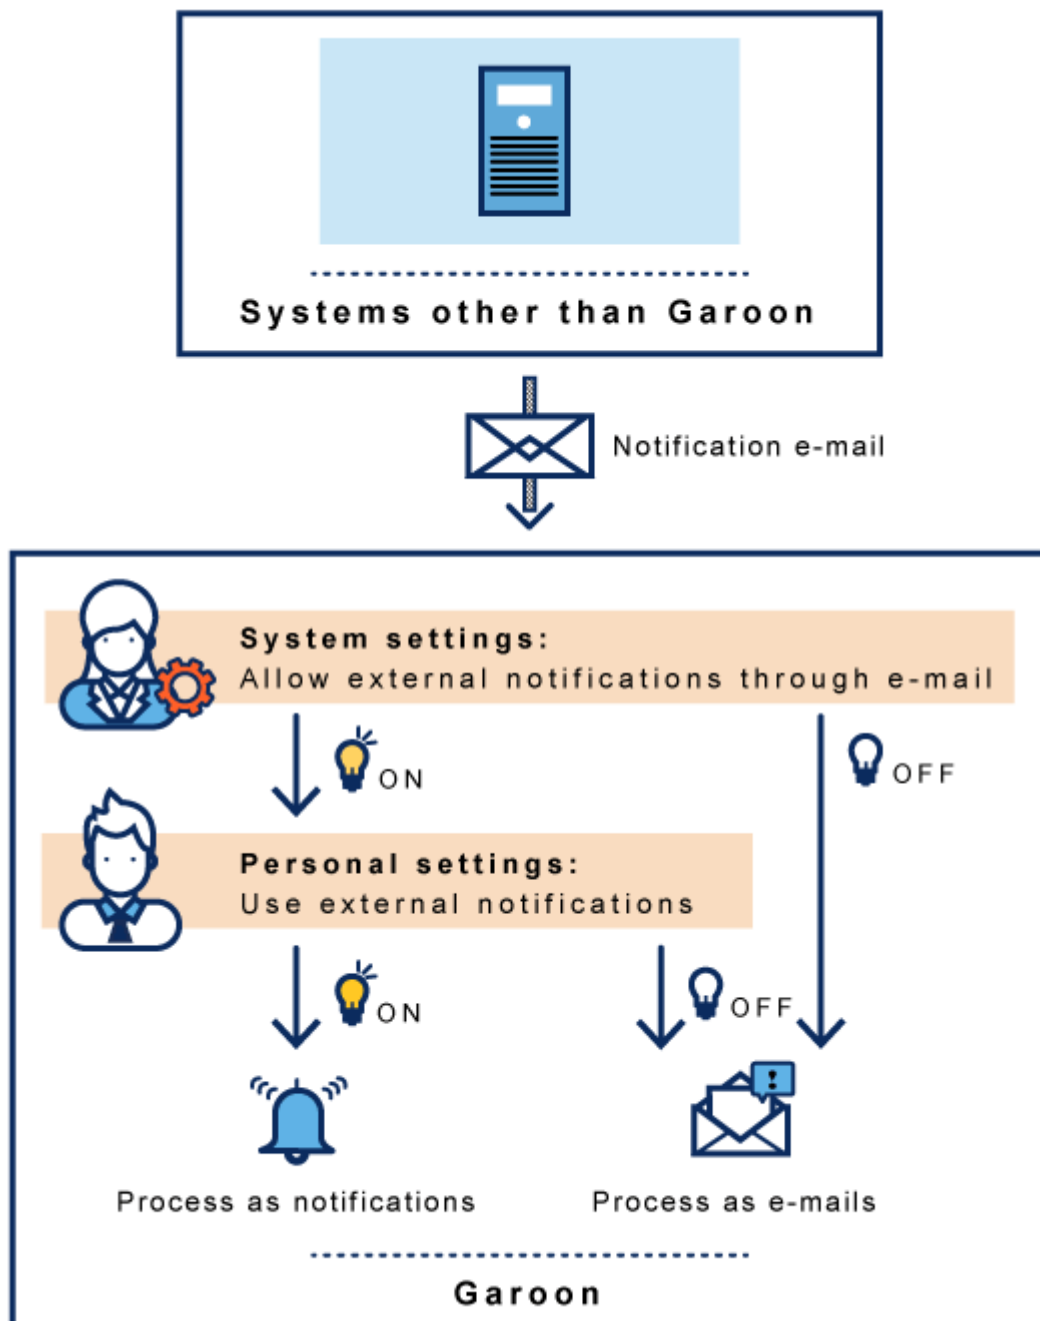 Systems other than Garoon
Notification e-mail
System settings:
Allow external notifications through e-mail
ON
OFF
Personal settings:
Use external notifications
ON
OFF
!
Process as notifications
Process as e-mails
Garoon